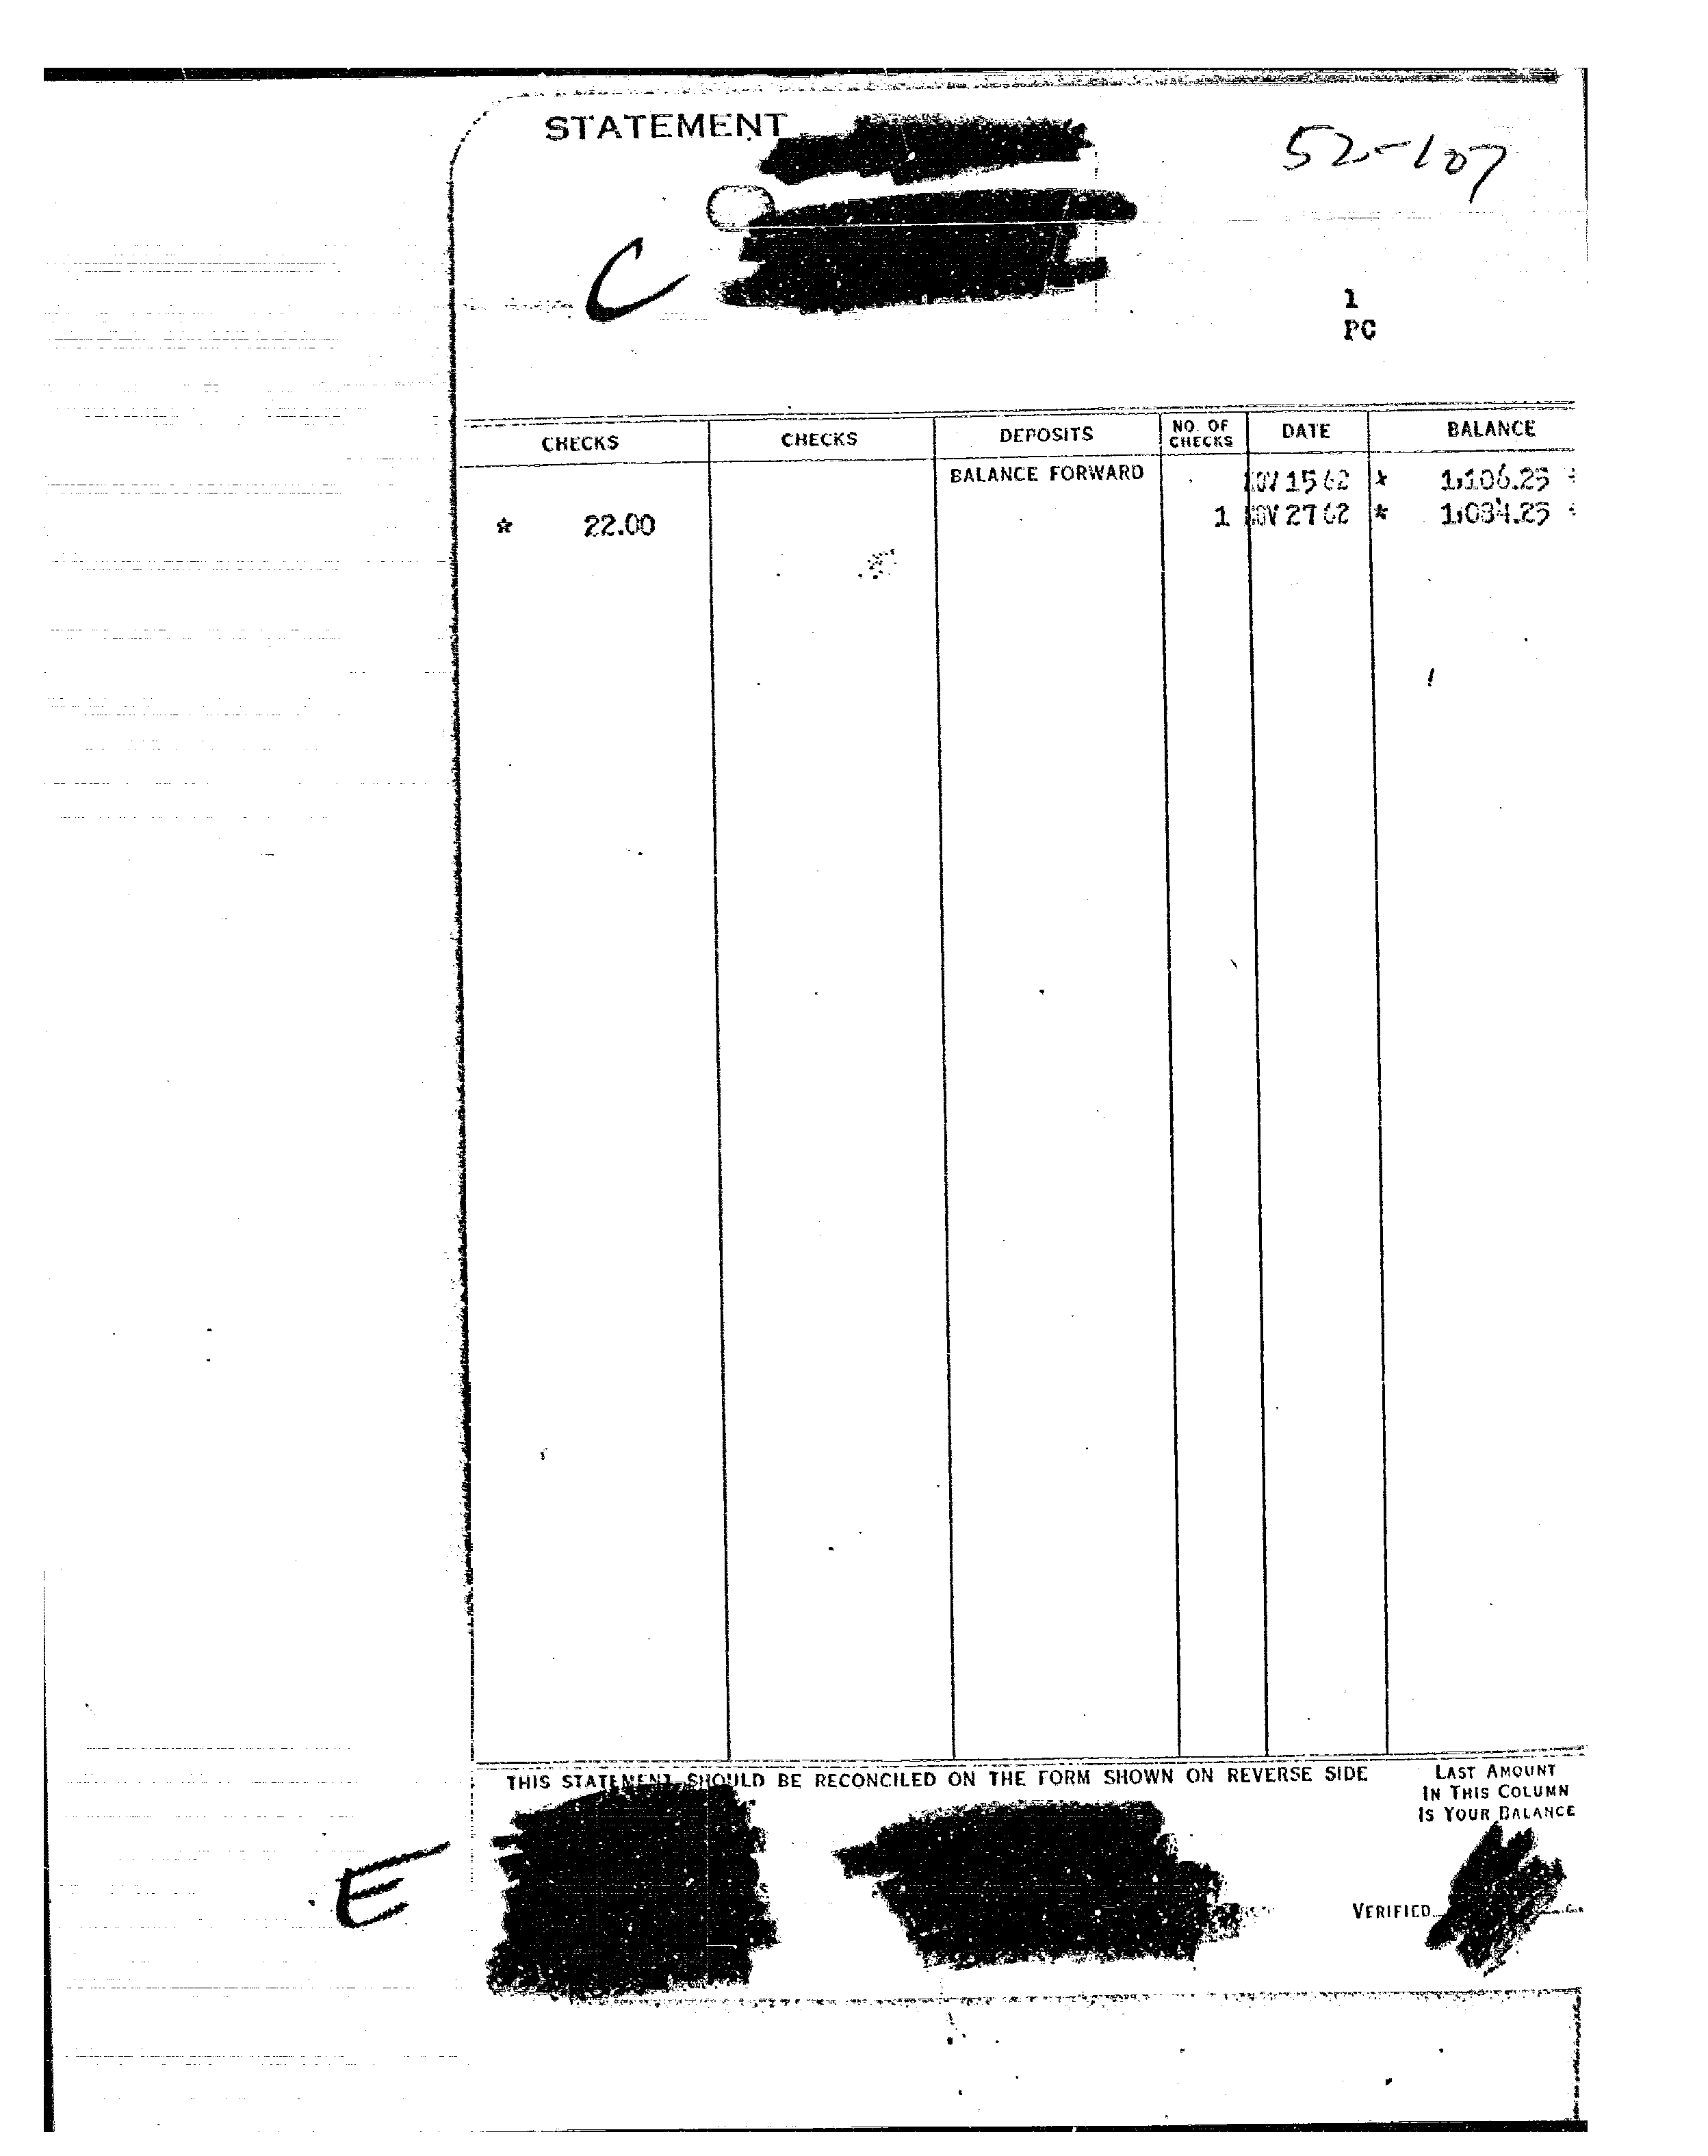 STATEMENT
52-107
C
1
PC
CHECKS CHECKS DEPOSITS NO. OF CHECKS DATE BALANCE
BALANCE FORWARD NOV 15 62 * 1,106.25 *
* 22.00 1 NOV 27 62 * 1,084.25 *
THIS STATEMENT SHOULD BE RECONCILED ON THE FORM SHOWN ON REVERSE SIDE
LAST AMOUNT
IN THIS COLUMN
IS YOUR BALANCE
E
VERIFIED